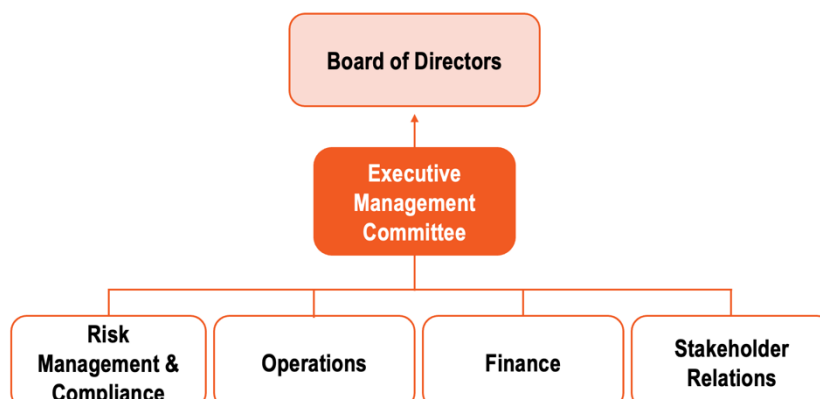 Board of Directors
Executive
Management
Committee
Risk
Management &
Compliance
Operations
Finance
Stakeholder
Relations